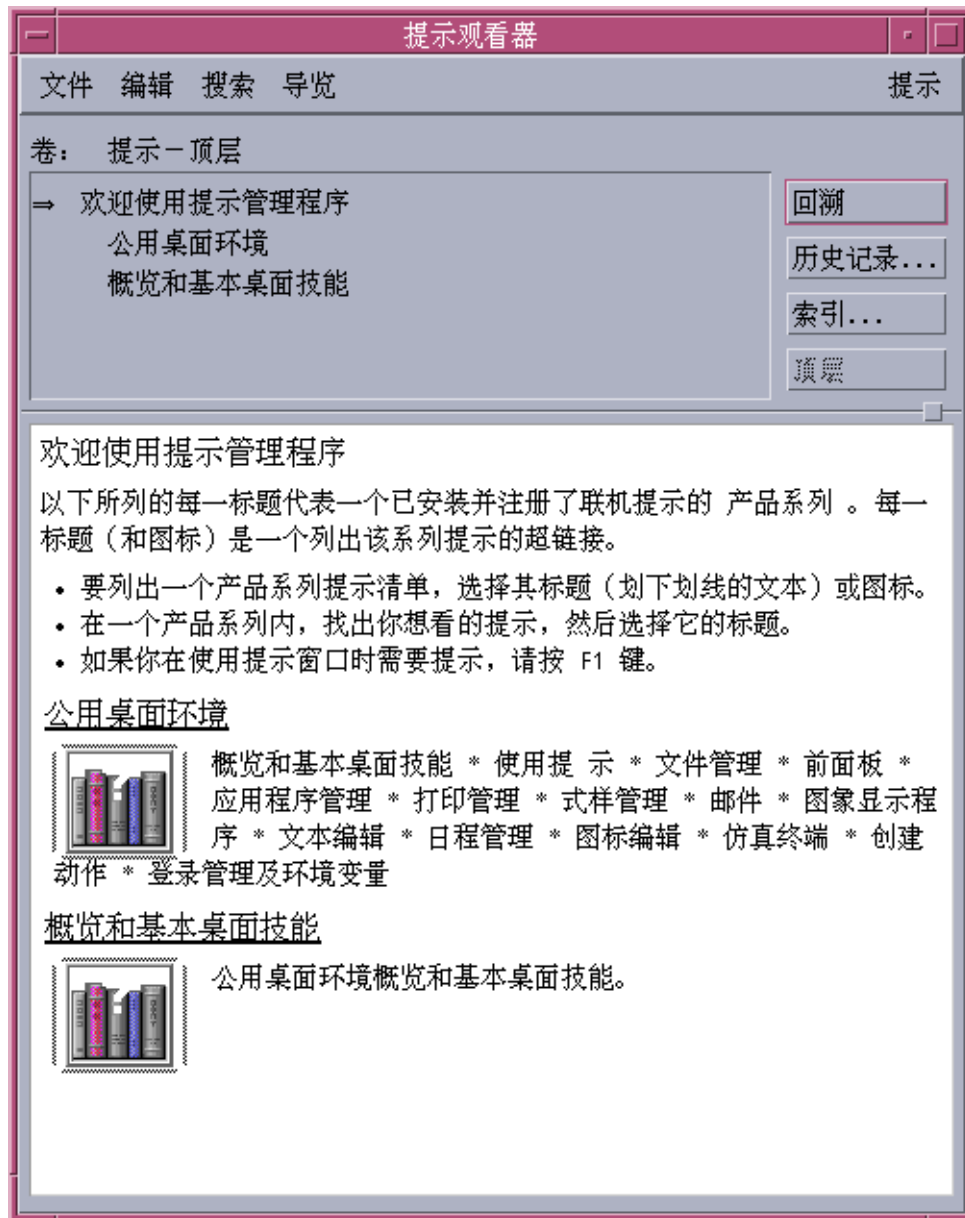 提示观看器
文件 编辑 搜索 导览 提示
卷： 提示－顶层
⇒ 欢迎使用提示管理程序
公用桌面环境
概览和基本桌面技能
回溯
历史记录...
索引...
顶层
欢迎使用提示管理程序
以下所列的每一标题代表一个已安装并注册了联机提示的 产品系列 。每一
标题（和图标）是一个列出该系列提示的超链接。
• 要列出一个产品系列提示清单，选择其标题（划下划线的文本）或图标。
• 在一个产品系列内，找出你想看的提示，然后选择它的标题。
• 如果你在使用提示窗口时需要提示，请按 F1 键。
公用桌面环境
概览和基本桌面技能 * 使用提 示 * 文件管理 * 前面板 *
应用程序管理 * 打印管理 * 式样管理 * 邮件 * 图象显示程
序 * 文本编辑 * 日程管理 * 图标编辑 * 仿真终端 * 创建
动作 * 登录管理及环境变量
概览和基本桌面技能
公用桌面环境概览和基本桌面技能。